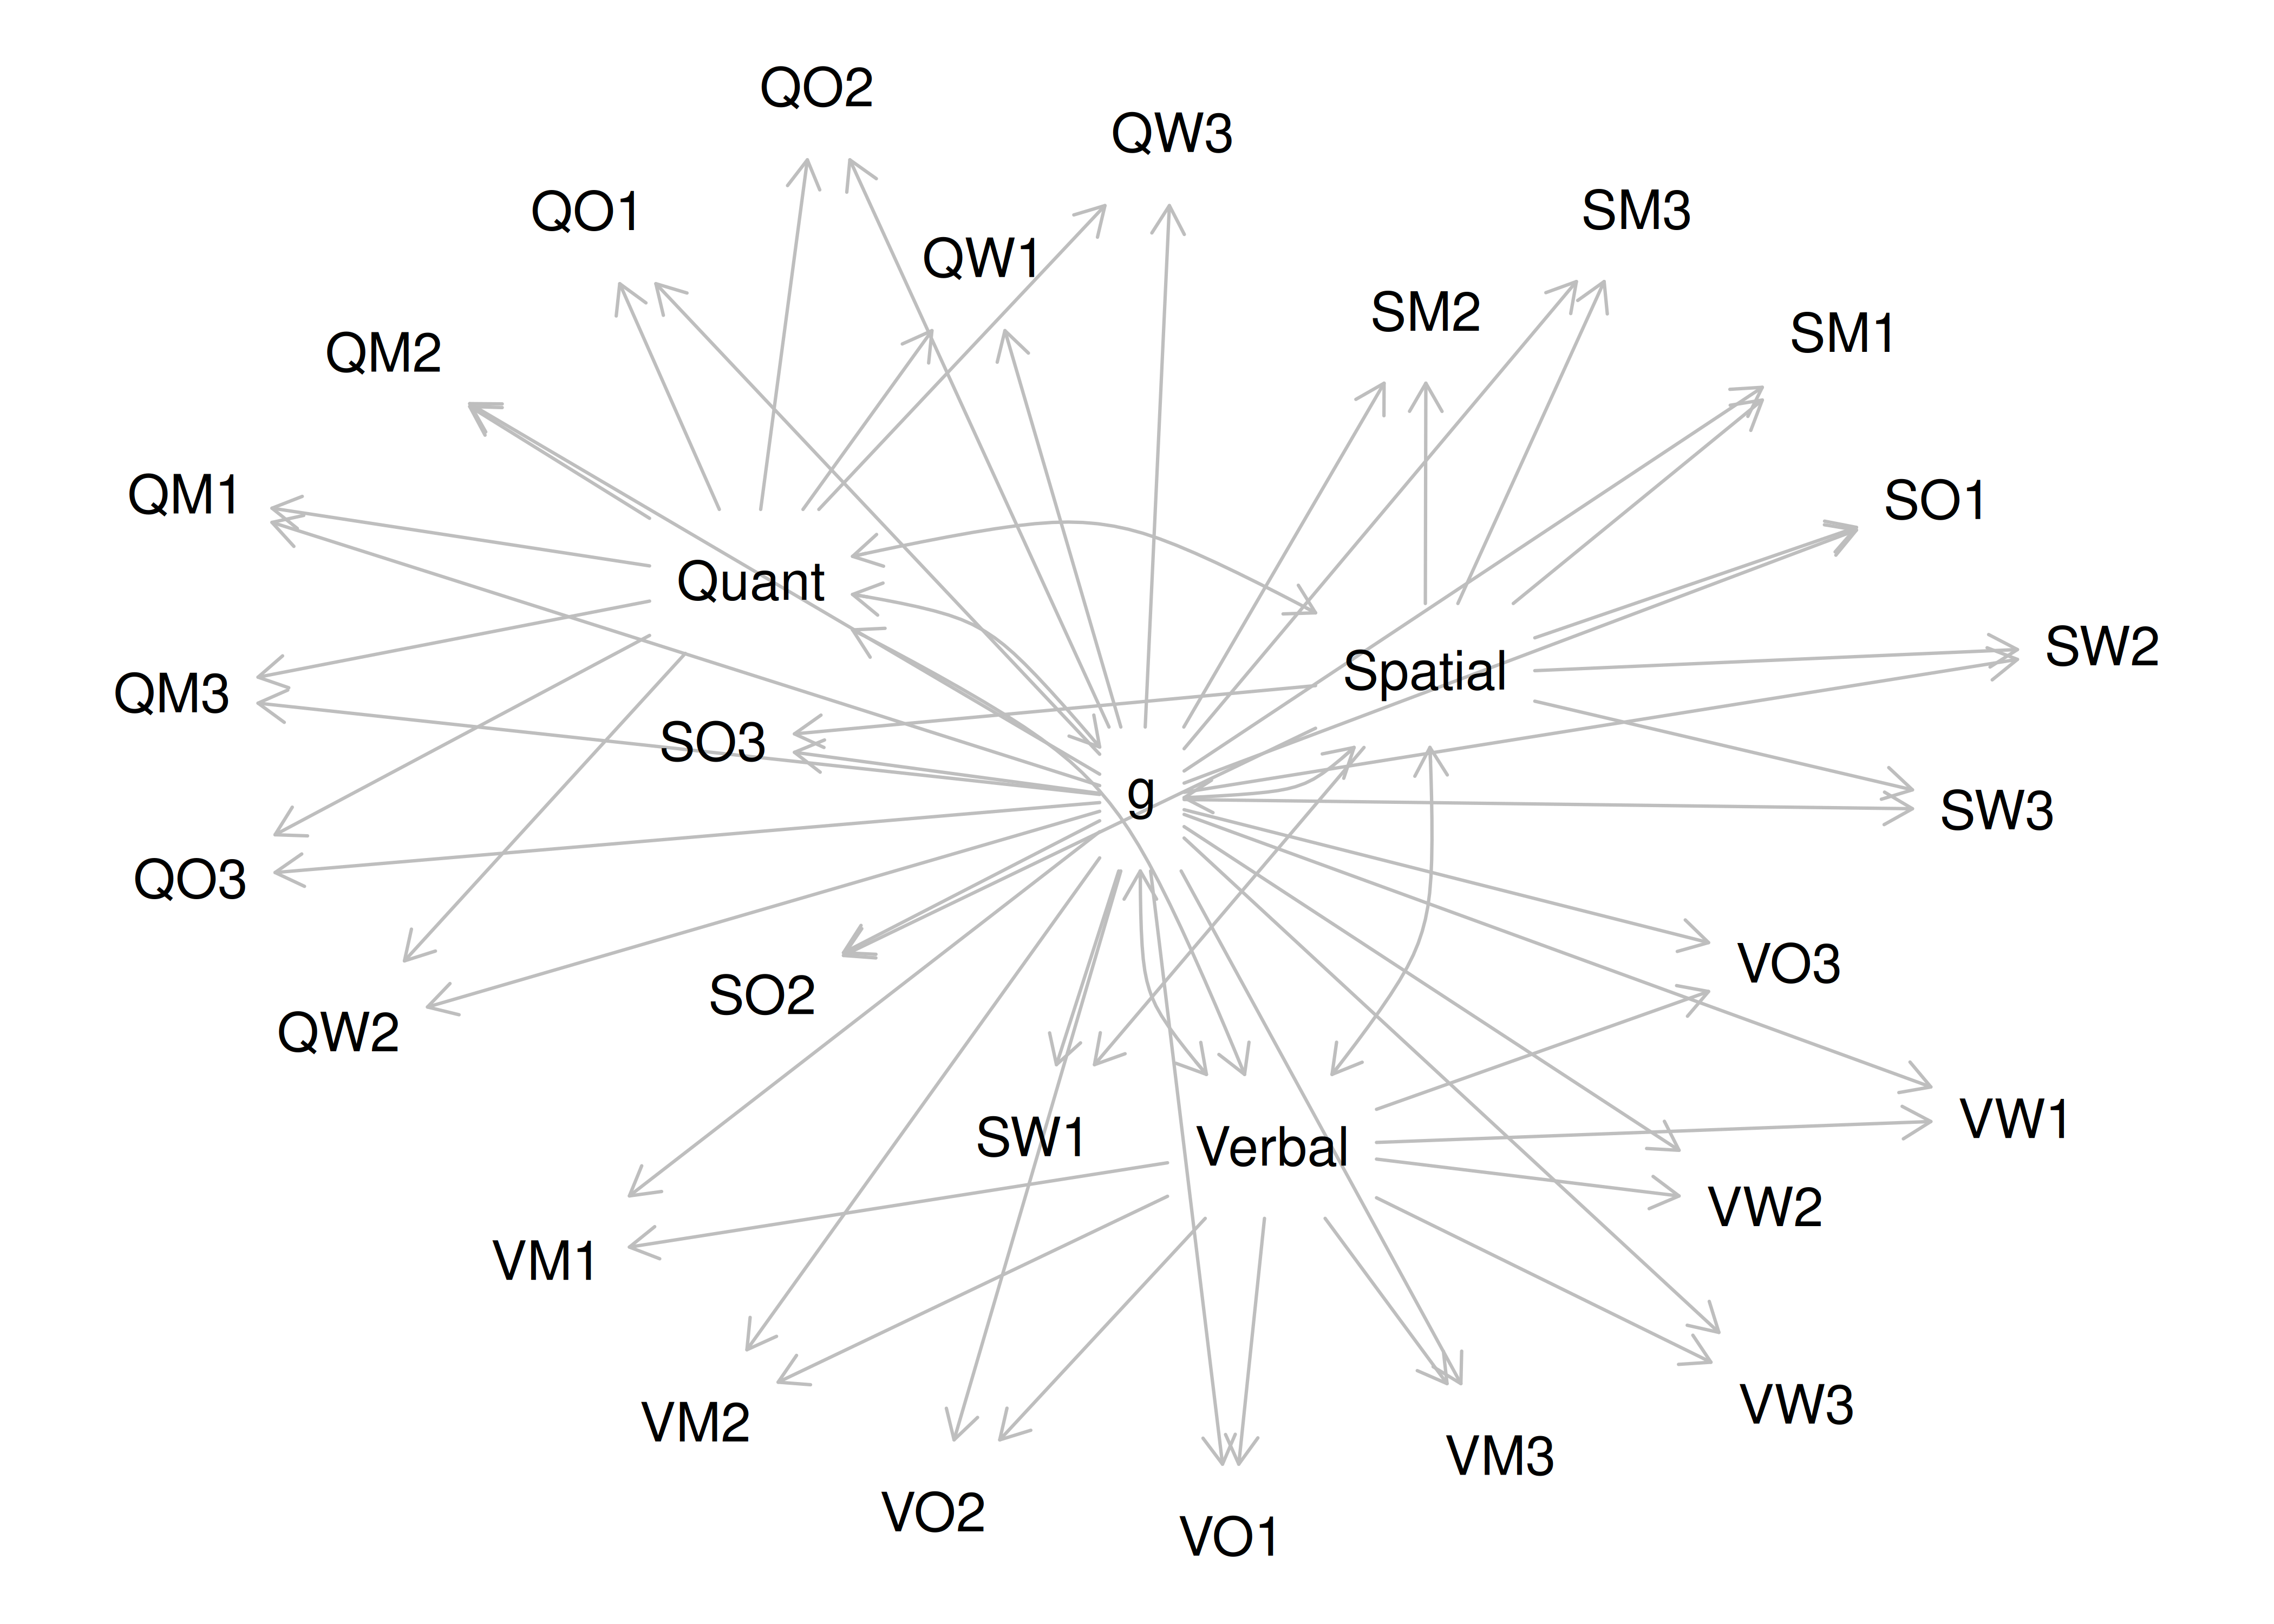 QO2
QW3
QO1
SM3
QW1
SM2
SM1
QM2
QM1
SO1
Quant
SW2
Spatial
QM3
SO3
g
SW3
QO3
VO3
SO2
QW2
VW1
SW1
Verbal
VW2
VM1
VW3
VM2
VM3
VO2
VO1